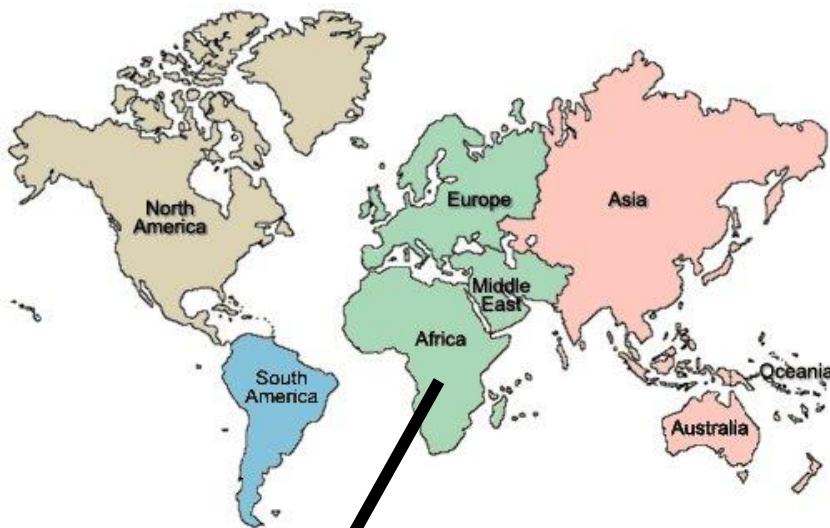 North
America
Europe
Asia
Middle
East
Africa
South
America
Oceania
Australia